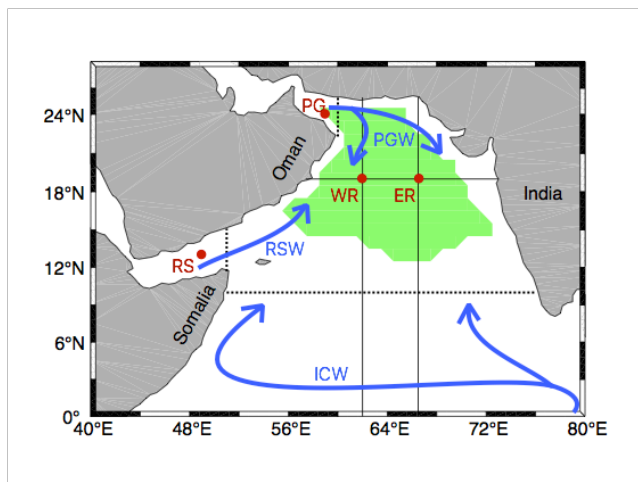 24°N
PG
PGW
Oman
18°N
WR
ER
India
RSW
RS
12°N
Somalia
6°N
ICW
0°
40°E
48°E
56°E
64°E
72°E
80°E